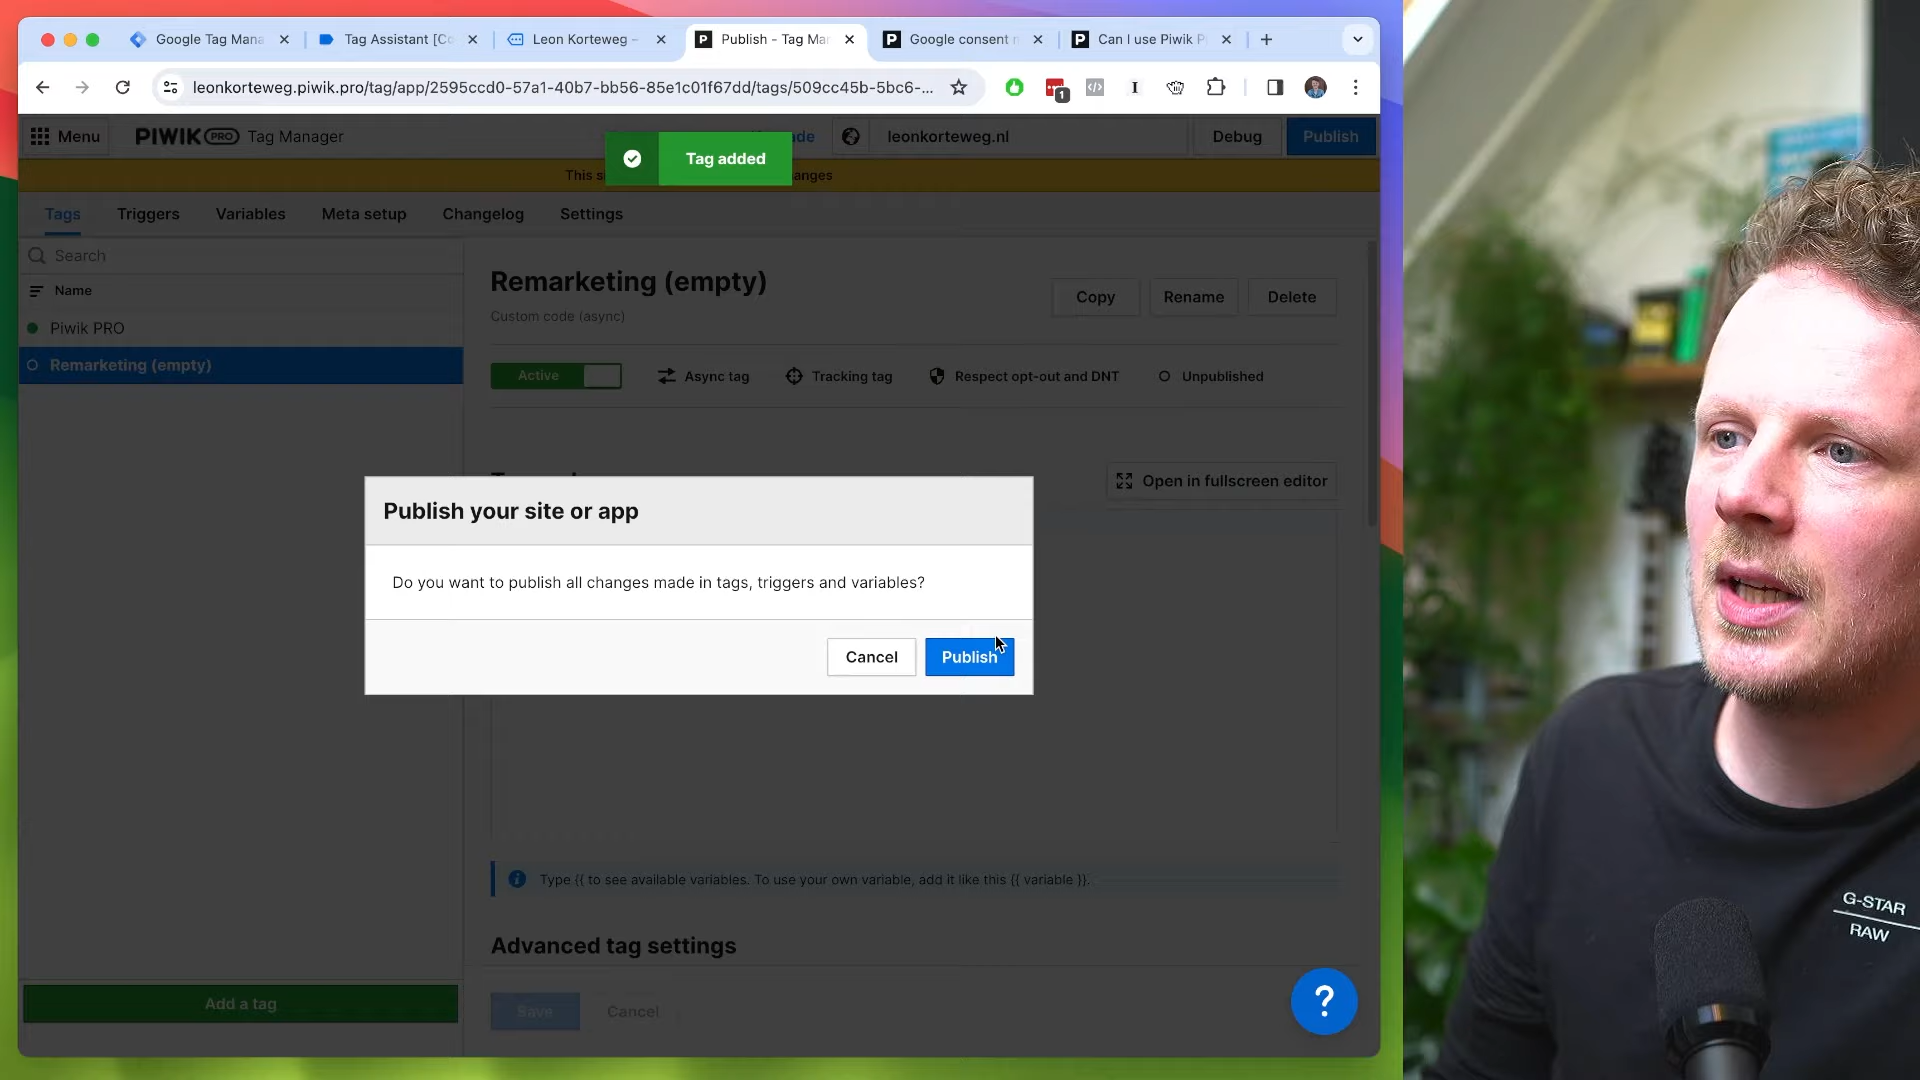 Google Tag Mana
Tag Assistant [Co
Leon Korteweg -
Publish - Tag Mar
Google consent
Can I use Piwik P
leonkorteweg.piwik.pro/tag/app/2595ccd0-57a1-40b7-bb56-85e1c01f67dd/tags/509cc45b-5bc6-...
1
Menu
PIWIK PRO Tag Manager
leonkorteweg.nl
Debug
Publish
Tag added
Tags
Triggers
Variables
Meta setup
Changelog
Settings
Search
Name
Piwik PRO
Remarketing (empty)
Remarketing (empty)
Custom code (async)
Copy
Rename
Delete
Active
Async tag
Tracking tag
Respect opt-out and DNT
Unpublished
Open in fullscreen editor
Publish your site or app
Do you want to publish all changes made in tags, triggers and variables?
Cancel
Publish
Type {{ to see available variables. To use your own variable, add it like this {{ variable }}.
Advanced tag settings
Save
Cancel
Add a tag
?
G-STAR
RAW